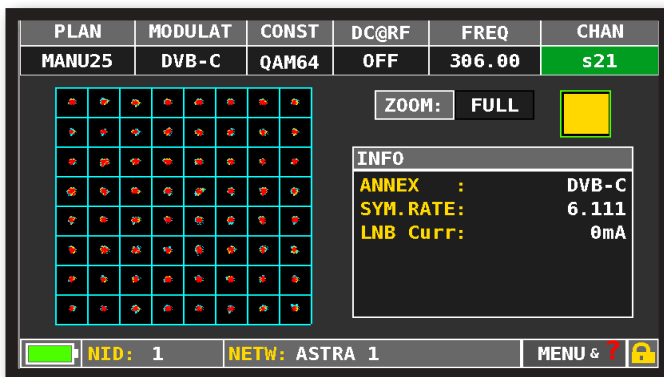 PLAN MODULAT CONST DC@RF FREQ CHAN
MANU25 DVB-C QAM64 OFF 306.00 s21
ZOOM: FULL
INFO
ANNEX : DVB-C
SYM.RATE: 6.111
LNB Curr: 0mA
NID: 1 NETW: ASTRA 1 MENU & ?